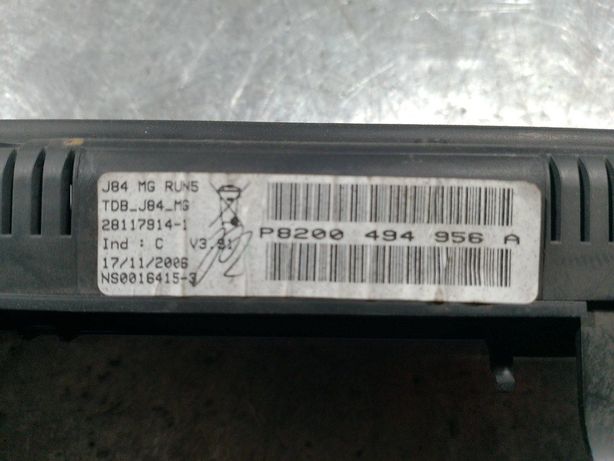 J84 MG RUN5
TDB_J84_MG
28117914-1
Ind : C V3.91
17/11/2006
NS0016415-3
P8200 494 956 A